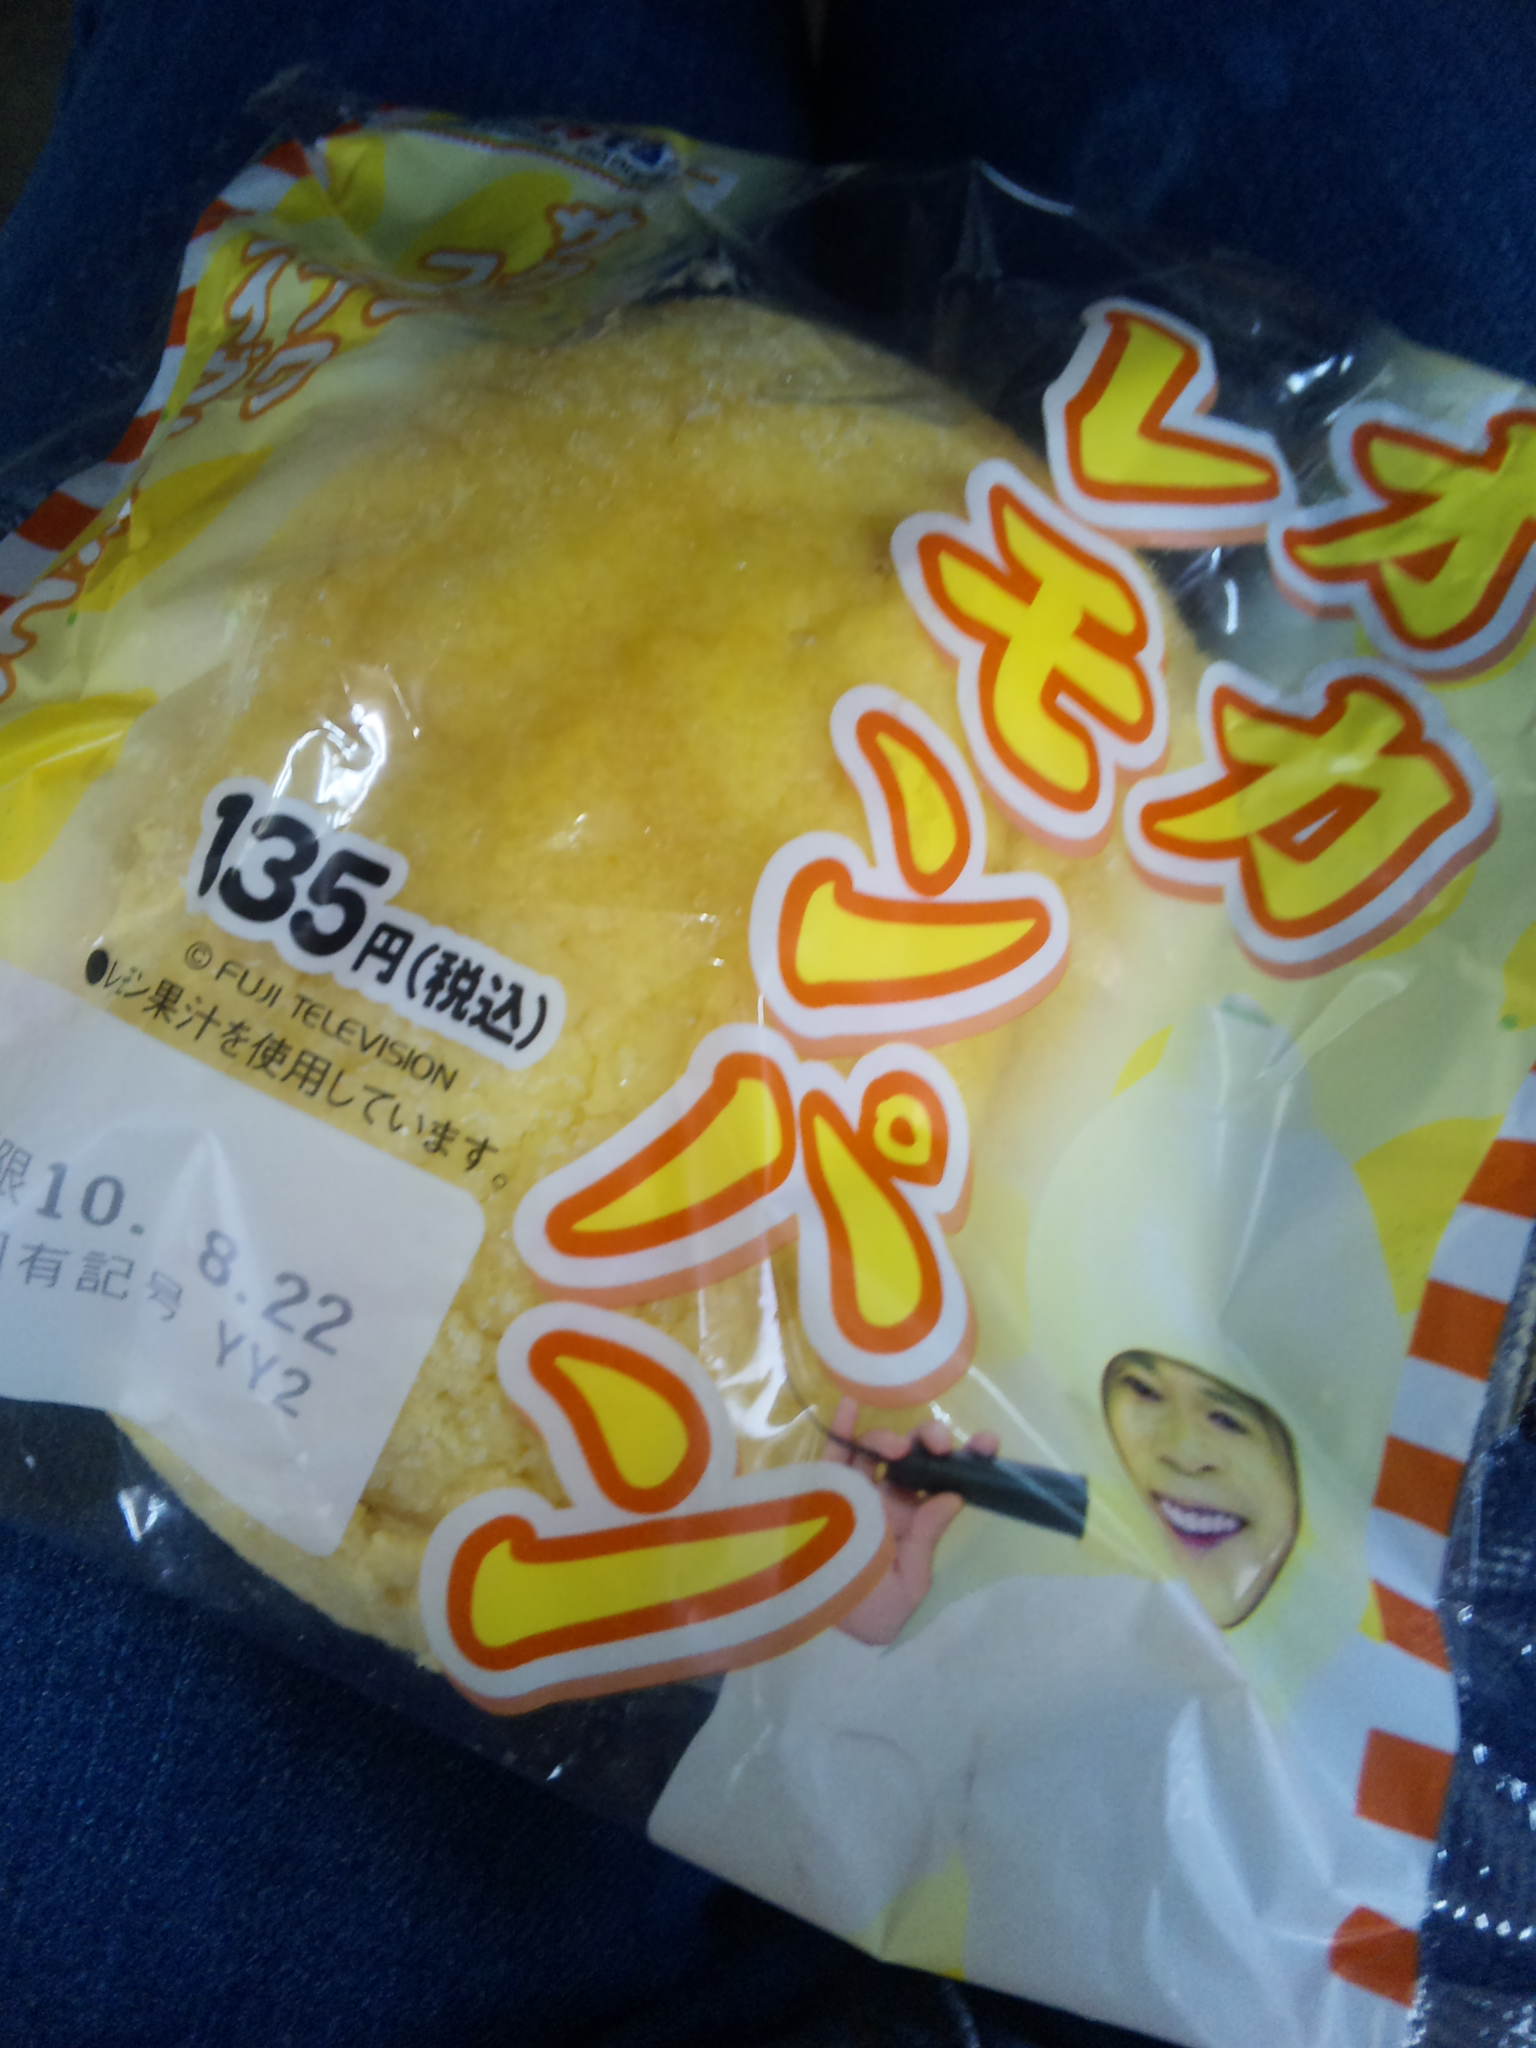 オカ
レモンパン
135円(税込)
© FUJI TELEVISION
●レモン果汁を使用しています。
限10. 8.22
有記号 YY2